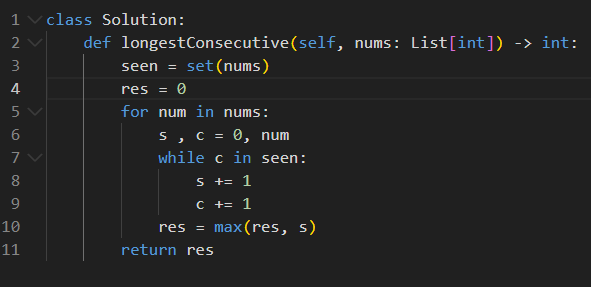 1 class Solution:
2     def longestConsecutive(self, nums: List[int]) -> int:
3         seen = set(nums)
4         res = 0
5         for num in nums:
6             s , c = 0, num
7             while c in seen:
8                 s += 1
9                 c += 1
10             res = max(res, s)
11         return res